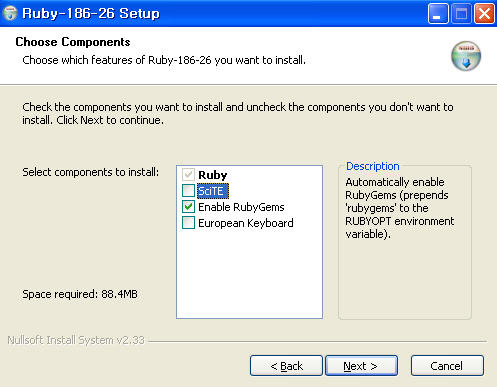 Ruby-186-26 Setup
Choose Components
Choose which features of Ruby-186-26 you want to install.
Check the components you want to install and uncheck the components you don't want to
install. Click Next to continue.
Select components to install:
Ruby
SciTE
Enable RubyGems
European Keyboard
Description
Automatically enable
RubyGems (prepends
'rubygems' to the
RUBYOPT environment
variable).
Space required: 88.4MB
Nullsoft Install System v2.33
< Back
Next >
Cancel